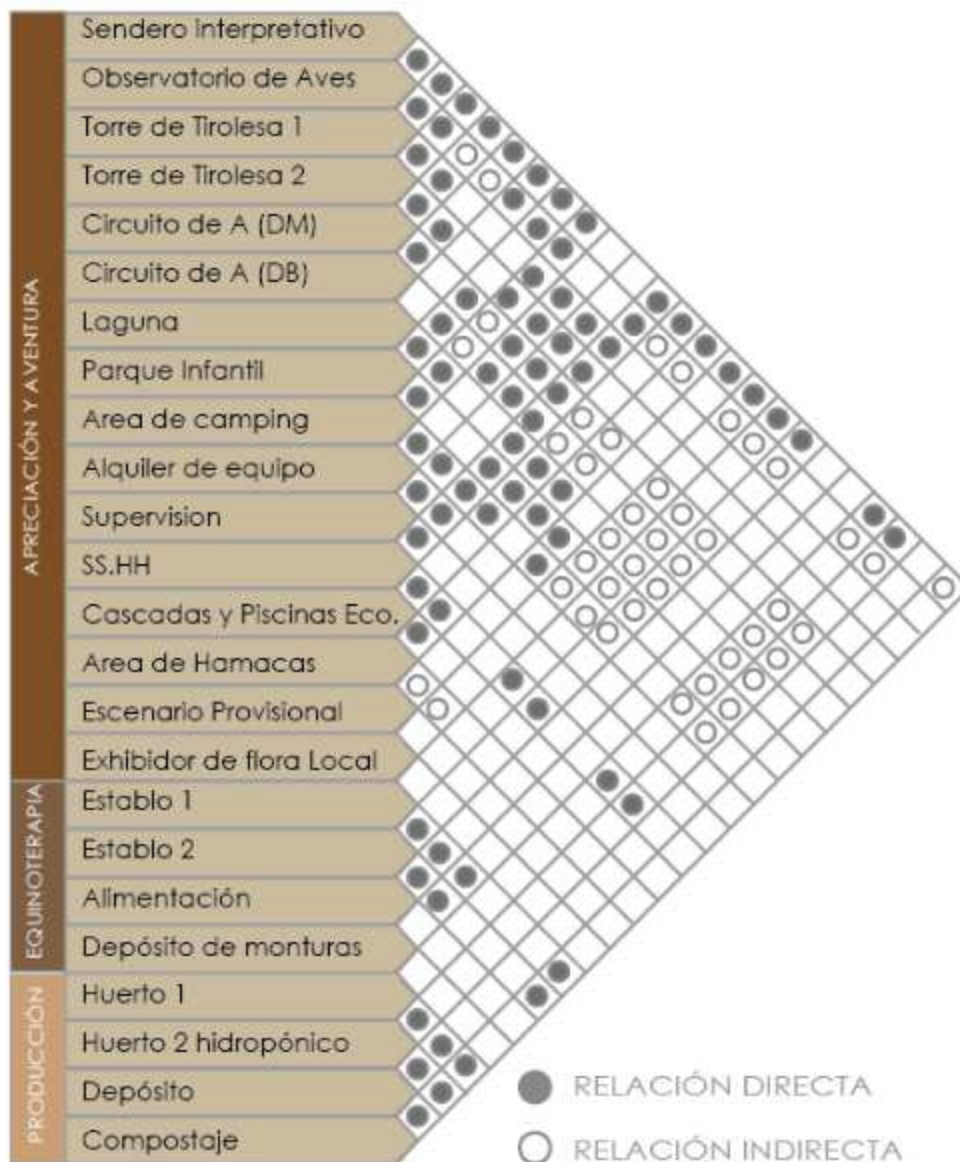 APRECIACIÓN Y AVENTURA
Sendero interpretativo
Observatorio de Aves
Torre de Tirolesa 1
Torre de Tirolesa 2
Circuito de A (DM)
Circuito de A (DB)
Laguna
Parque Infantil
Area de camping
Alquiler de equipo
Supervision
SS.HH
Cascadas y Piscinas Eco.
Area de Hamacas
Escenario Provisional
Exhibidor de flora Local
EQUINOTERAPIA
Establo 1
Establo 2
Alimentación
Depósito de monturas
PRODUCCIÓN
Huerto 1
Huerto 2 hidropónico
Depósito
Compostaje
RELACIÓN DIRECTA
RELACIÓN INDIRECTA